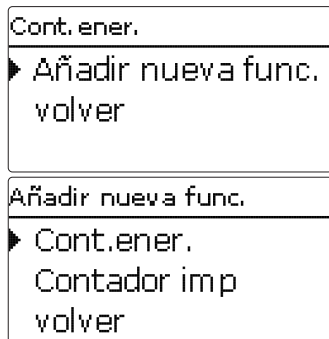 Cont. ener.
Añadir nueva func.
volver
Añadir nueva func.
Cont.ener.
Contador imp
volver